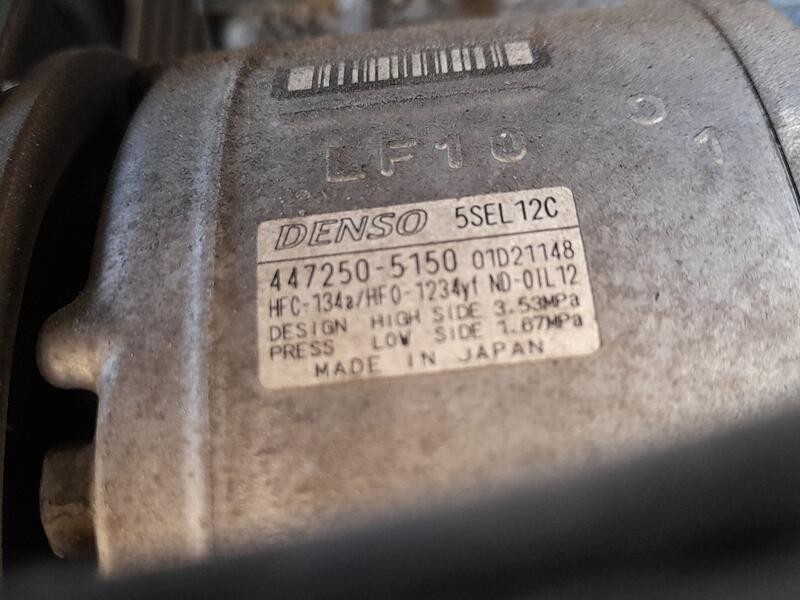 LF10
01
DENSO 5SEL12C
447250-5150 01D21148
HFC-134a/HFO-1234yf ND-OIL12
DESIGN HIGH SIDE 3.53MPa
PRESS LOW SIDE 1.67MPa
MADE IN JAPAN